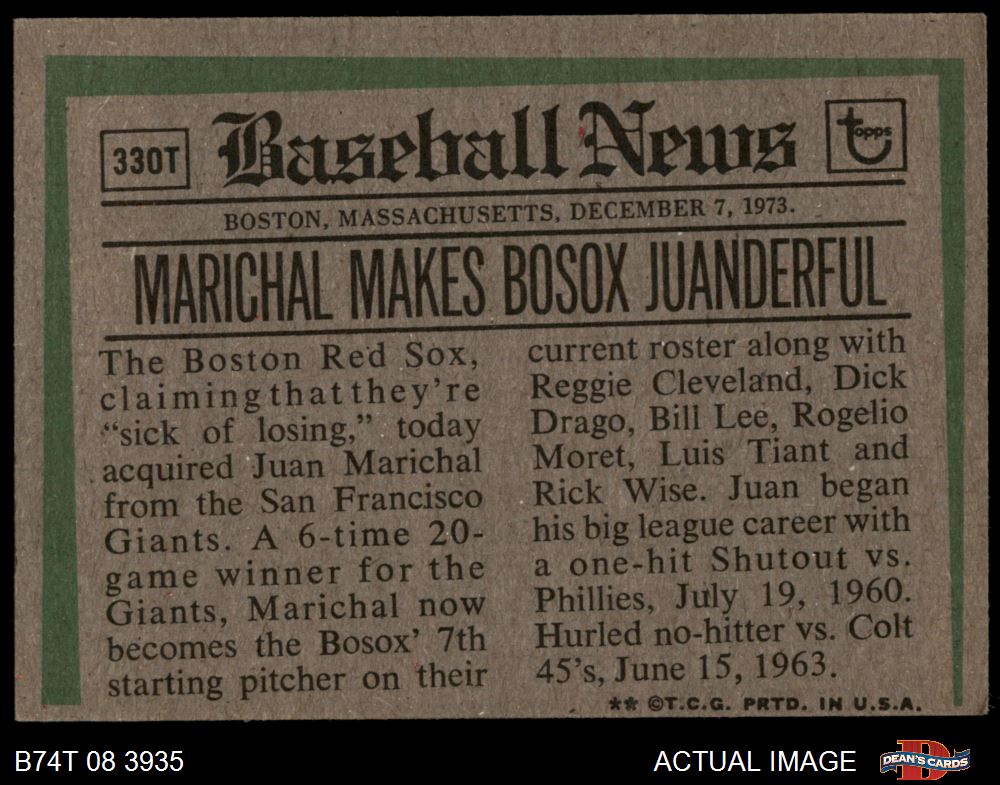 330T
Baseball News
topps
BOSTON, MASSACHUSETTS, DECEMBER 7, 1973.
MARICHAL MAKES BOSOX JUANDERFUL
The Boston Red Sox,
claiming that they're
"sick of losing," today
acquired Juan Marichal
from the San Francisco
Giants. A 6-time 20-
game winner for the
Giants, Marichal now
becomes the Bosox' 7th
starting pitcher on their
current roster along with
Reggie Cleveland, Dick
Drago, Bill Lee, Rogelio
Moret, Luis Tiant and
Rick Wise. Juan began
his big league career with
a one-hit Shutout vs.
Phillies, July 19, 1960.
Hurled no-hitter vs. Colt
45's, June 15, 1963.
** ©T.C.G. PRTD. IN U.S.A.
B74T 08 3935
ACTUAL IMAGE
DEAN'S CARDS